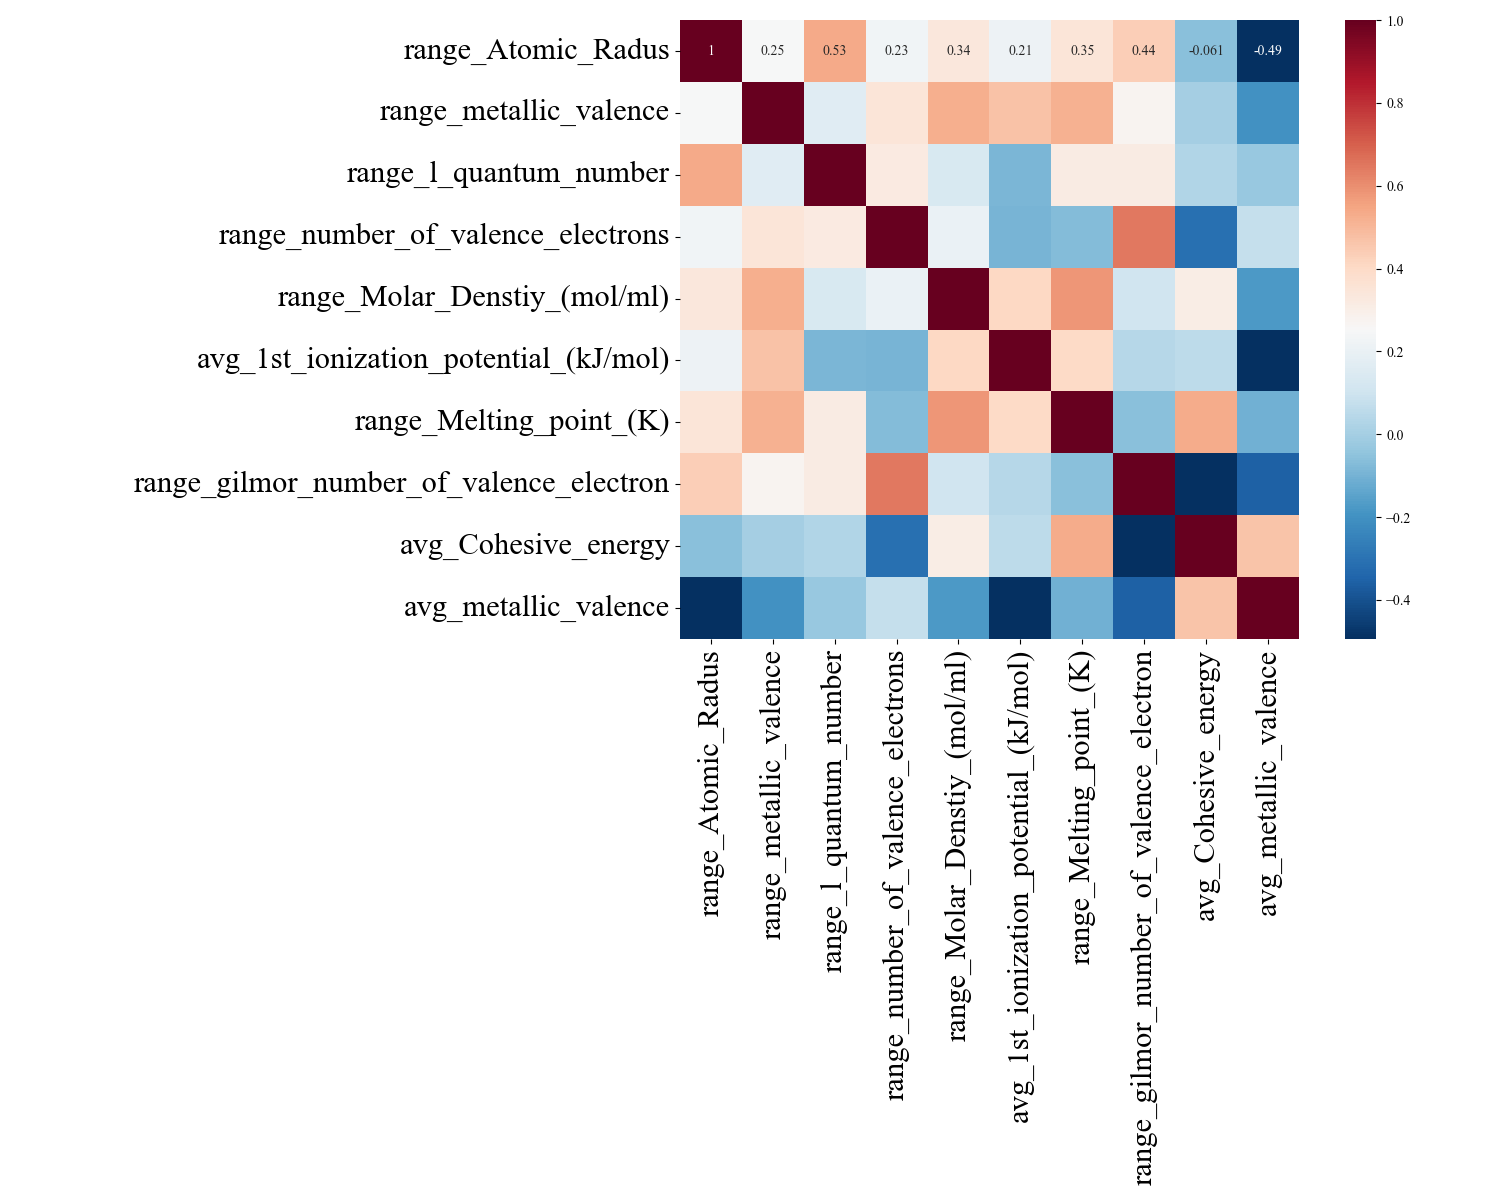 range_Atomic_Radus
1 0.25 0.53 0.23 0.34 0.21 0.35 0.44 -0.061 -0.49
range_metallic_valence
range_l_quantum_number
range_number_of_valence_electrons
range_Molar_Denstiy_(mol/ml)
avg_1st_ionization_potential_(kJ/mol)
range_Melting_point_(K)
range_gilmor_number_of_valence_electron
avg_Cohesive_energy
avg_metallic_valence
range_Atomic_Radus
range_metallic_valence
range_l_quantum_number
range_number_of_valence_electrons
range_Molar_Denstiy_(mol/ml)
avg_1st_ionization_potential_(kJ/mol)
range_Melting_point_(K)
range_gilmor_number_of_valence_electron
avg_Cohesive_energy
avg_metallic_valence
1.0
0.8
0.6
0.4
0.2
0.0
−0.2
−0.4